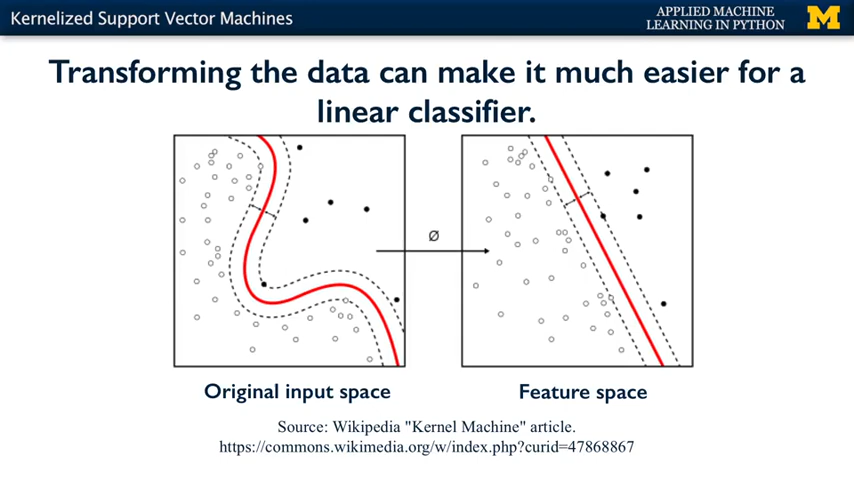 Kernelized Support Vector Machines
APPLIED MACHINE
LEARNING IN PYTHON
M
Transforming the data can make it much easier for a
linear classifier.
Ø
Original input space
Feature space
Source: Wikipedia "Kernel Machine" article.
https://commons.wikimedia.org/w/index.php?curid=47868867